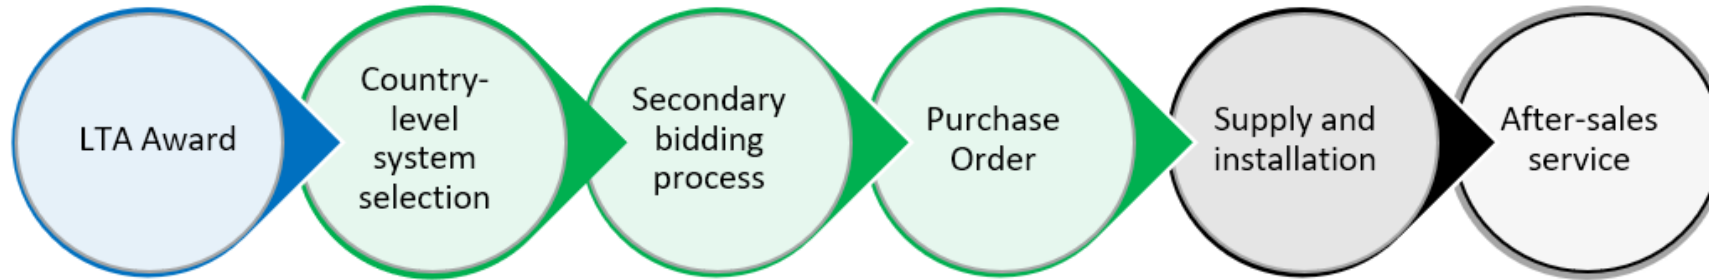 LTA Award
Country-
level
system
selection
Secondary
bidding
process
Purchase
Order
Supply and
installation
After-sales
service